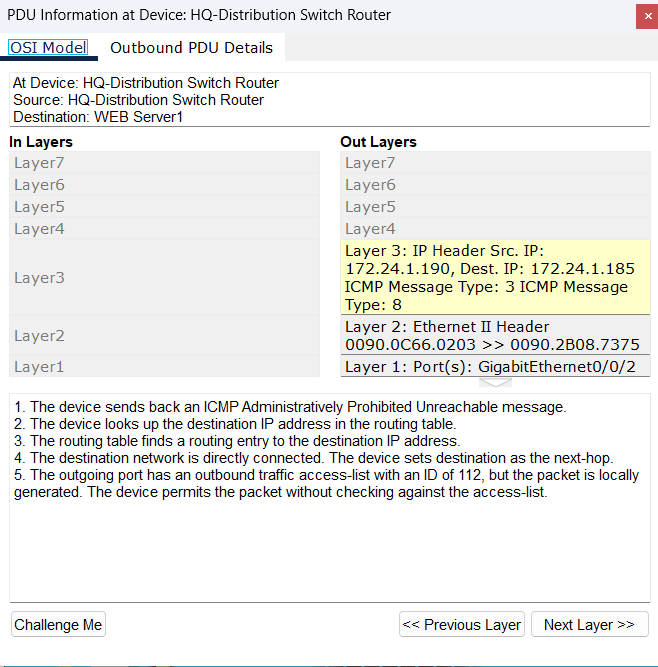 PDU Information at Device: HQ-Distribution Switch Router
OSI Model Outbound PDU Details
At Device: HQ-Distribution Switch Router
Source: HQ-Distribution Switch Router
Destination: WEB Server1
In Layers
Layer7
Layer6
Layer5
Layer4
Layer3
Layer2
Layer1
Out Layers
Layer7
Layer6
Layer5
Layer4
Layer 3: IP Header Src. IP:
172.24.1.190, Dest. IP: 172.24.1.185
ICMP Message Type: 3 ICMP Message
Type: 8
Layer 2: Ethernet II Header
0090.0C66.0203 >> 0090.2B08.7375
Layer 1: Port(s): GigabitEthernet0/0/2
1. The device sends back an ICMP Administratively Prohibited Unreachable message.
2. The device looks up the destination IP address in the routing table.
3. The routing table finds a routing entry to the destination IP address.
4. The destination network is directly connected. The device sets destination as the next-hop.
5. The outgoing port has an outbound traffic access-list with an ID of 112, but the packet is locally
generated. The device permits the packet without checking against the access-list.
Challenge Me
<< Previous Layer
Next Layer >>